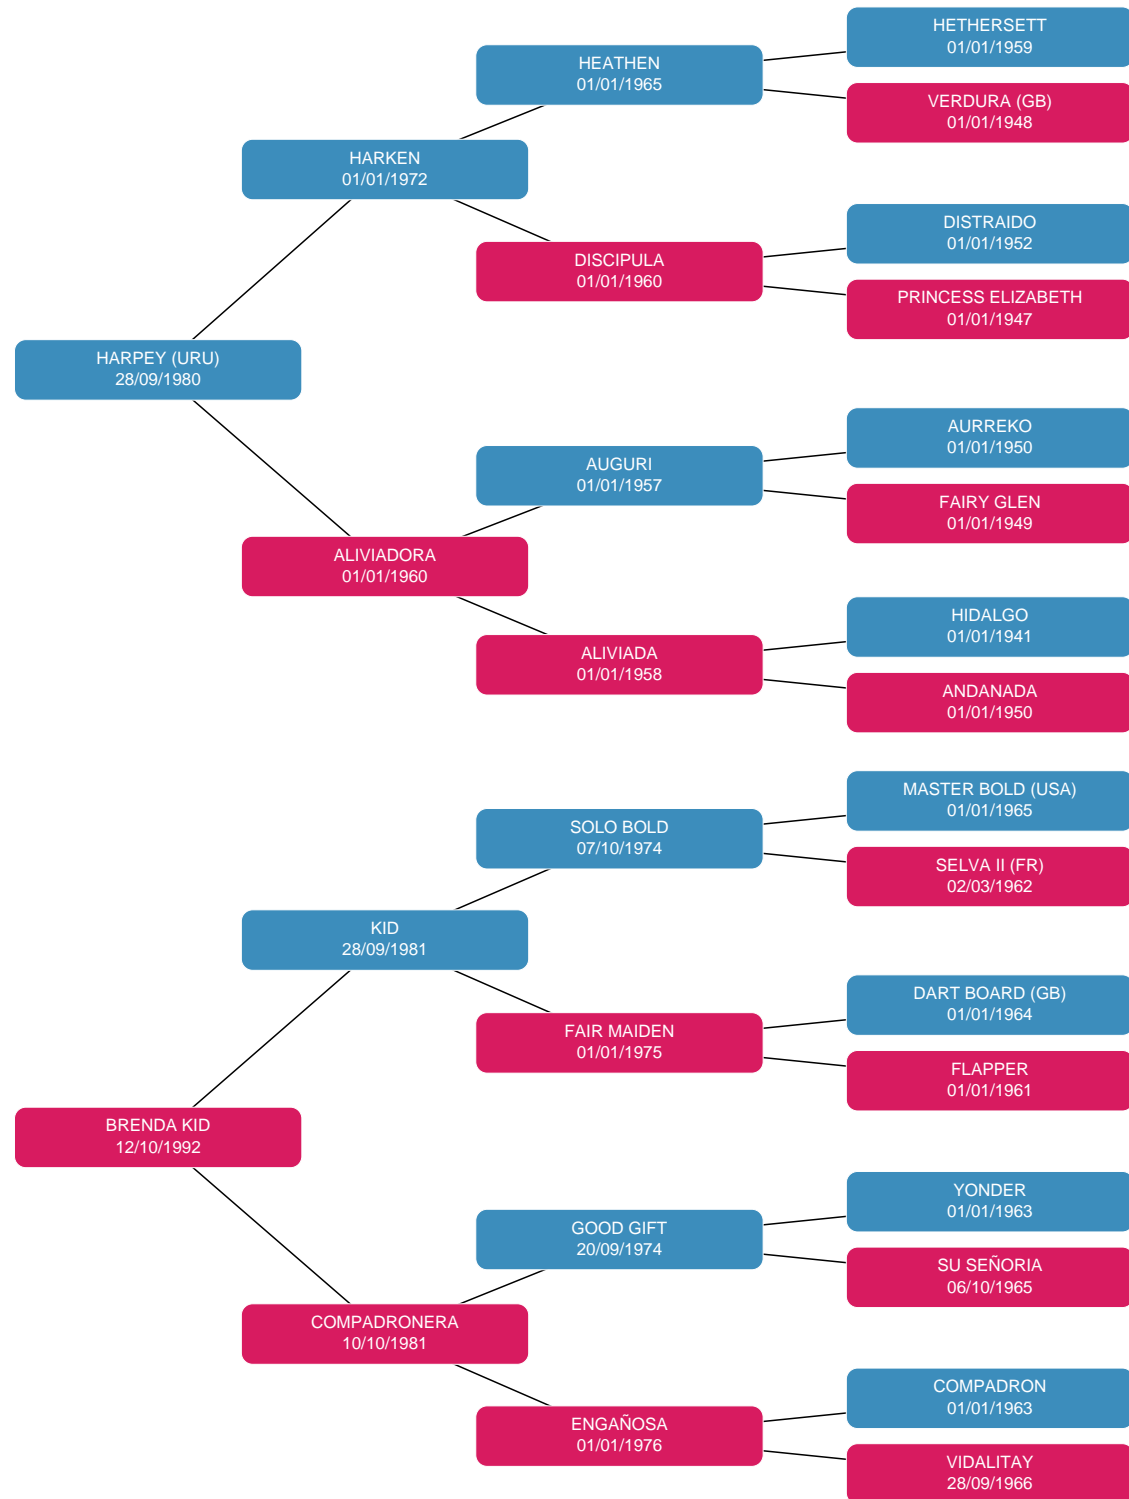 HETHERSETT
01/01/1959
HEATHEN
01/01/1965
VERDURA (GB)
01/01/1948
HARKEN
01/01/1972
DISTRAIDO
01/01/1952
DISCIPULA
01/01/1960
PRINCESS ELIZABETH
01/01/1947
HARPEY (URU)
28/09/1980
AURREKO
01/01/1950
AUGURI
01/01/1957
FAIRY GLEN
01/01/1949
ALIVIADORA
01/01/1960
HIDALGO
01/01/1941
ALIVIADA
01/01/1958
ANDANADA
01/01/1950
MASTER BOLD (USA)
01/01/1965
SOLO BOLD
07/10/1974
SELVA II (FR)
02/03/1962
KID
28/09/1981
DART BOARD (GB)
01/01/1964
FAIR MAIDEN
01/01/1975
FLAPPER
01/01/1961
BRENDA KID
12/10/1992
YONDER
01/01/1963
GOOD GIFT
20/09/1974
SU SEÑORIA
06/10/1965
COMPADRONERA
10/10/1981
COMPADRON
01/01/1963
ENGAÑOSA
01/01/1976
VIDALITAY
28/09/1966